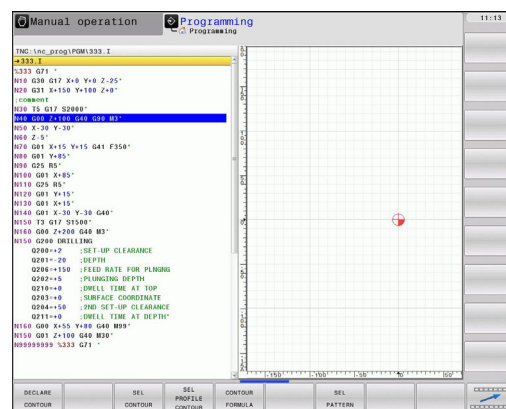 Manual operation
Programming
Programming
11:13
TNC:\nc_prog\PGM\333.I
→333.I
%333 G71 *
N10 G30 G17 X+0 Y+0 Z-25*
N20 G31 X+150 Y+100 Z+0*
;comment
N30 T5 G17 S2000*
N40 G00 Z+100 G40 G90 M3*
N50 X-30 Y-30*
N60 Z-5*
N70 G01 X+15 Y+15 G41 F350*
N80 G01 Y+85*
N90 G25 R5*
N100 G01 X+85*
N110 G25 R5*
N120 G01 Y+15*
N130 G01 X+15*
N140 G01 X-30 Y-30 G40*
N150 T3 G17 S1500*
N160 G00 Z+200 G40 M3*
N150 G200 DRILLING
Q200=+2 ;SET-UP CLEARANCE
Q201=-20 ;DEPTH
Q206=+150 ;FEED RATE FOR PLNGNG
Q202=+5 ;PLUNGING DEPTH
Q210=+0 ;DWELL TIME AT TOP
Q203=+0 ;SURFACE COORDINATE
Q204=+50 ;2ND SET-UP CLEARANCE
Q211=+0 ;DWELL TIME AT DEPTH*
N160 G00 X+55 Y+80 G40 M99*
N150 G01 Z+100 G40 M30*
N99999999 %333 G71 *
-150 -100 -50 0 50
DECLARE CONTOUR
SEL CONTOUR
SEL PROFILE CONTOUR
CONTOUR FORMULA
SEL PATTERN